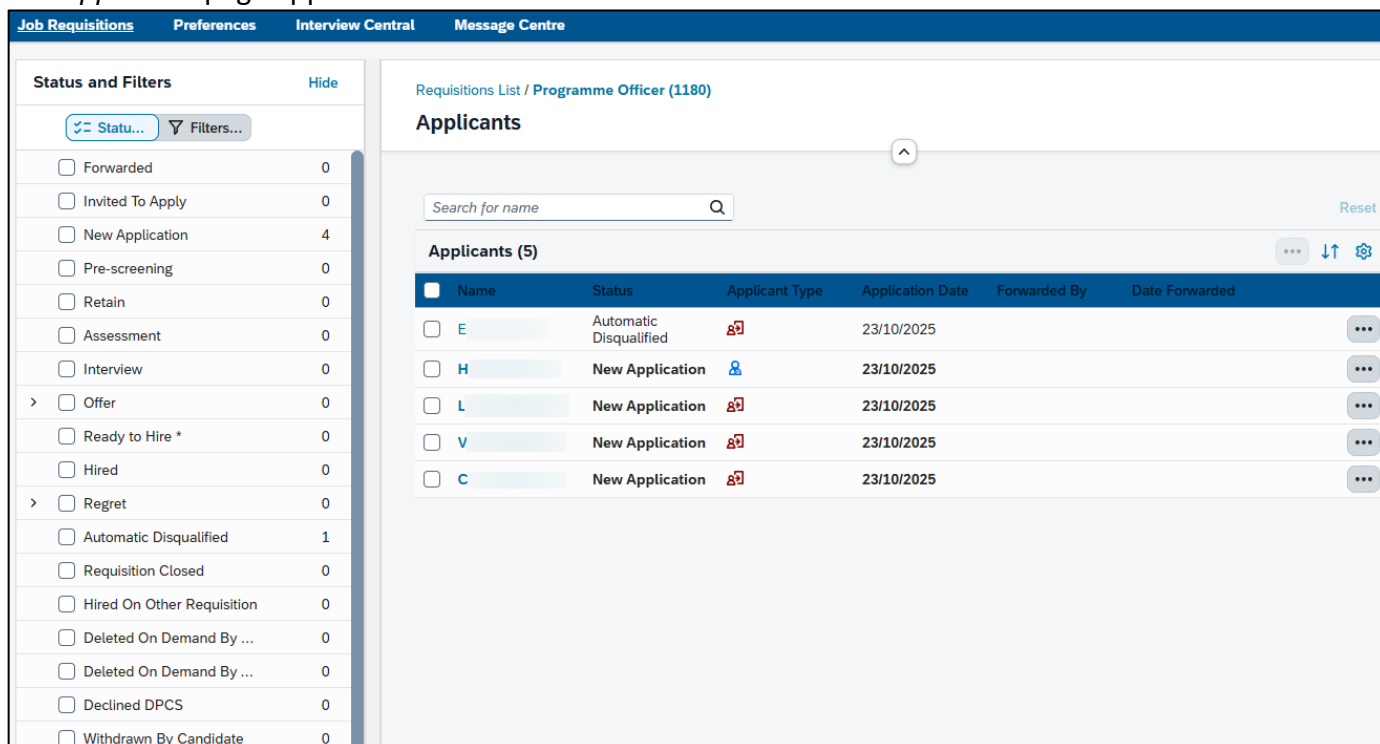 Job Requisitions Preferences Interview Central Message Centre
Status and Filters Hide
Statu... Filters...
Forwarded 0
Invited To Apply 0
New Application 4
Pre-screening 0
Retain 0
Assessment 0
Interview 0
Offer 0
Ready to Hire * 0
Hired 0
Regret 0
Automatic Disqualified 1
Requisition Closed 0
Hired On Other Requisition 0
Deleted On Demand By ... 0
Deleted On Demand By ... 0
Declined DPCS 0
Withdrawn By Candidate 0
Requisitions List / Programme Officer (1180)
Applicants
Search for name
Reset
Applicants (5)
Name Status Applicant Type Application Date Forwarded By Date Forwarded
E Automatic Disqualified 23/10/2025
H New Application 23/10/2025
L New Application 23/10/2025
V New Application 23/10/2025
C New Application 23/10/2025